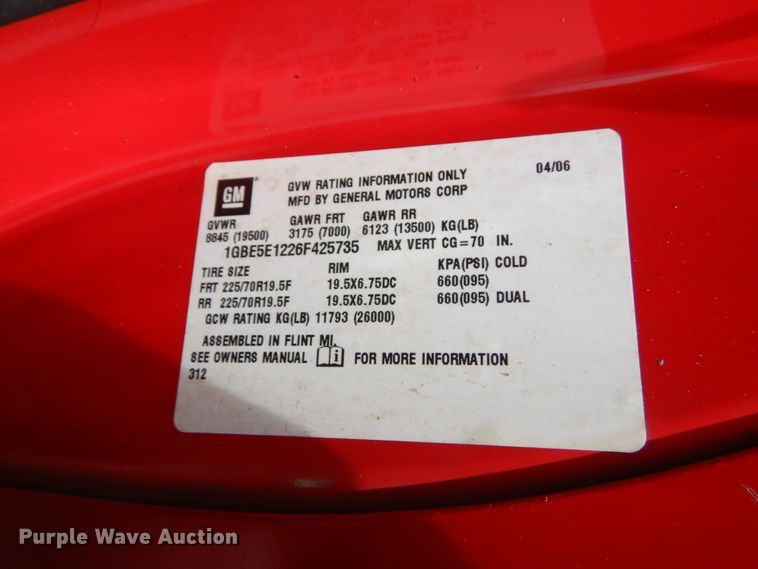 GM
GVW RATING INFORMATION ONLY 04/06
MFD BY GENERAL MOTORS CORP
GVWR GAWR FRT GAWR RR
8845 (19500) 3175 (7000) 6123 (13500) KG(LB)
1GBE5E1226F425735 MAX VERT CG=70 IN.
TIRE SIZE RIM KPA(PSI) COLD
FRT 225/70R19.5F 19.5X6.75DC 660(095)
RR 225/70R19.5F 19.5X6.75DC 660(095) DUAL
GCW RATING KG(LB) 11793 (26000)
ASSEMBLED IN FLINT MI.
SEE OWNERS MANUAL i FOR MORE INFORMATION
312
Purple Wave Auction